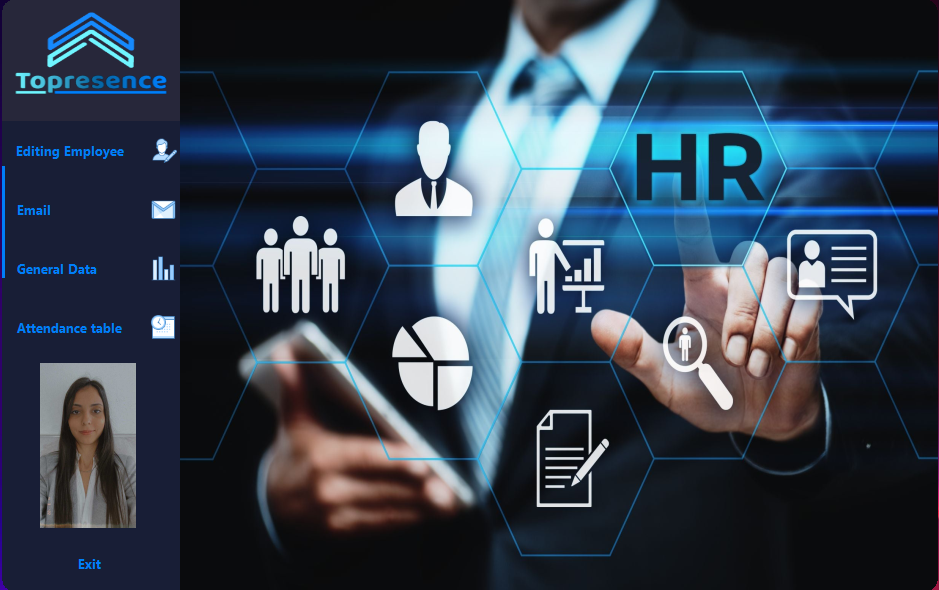 Topresence
Editing Employee
Email
General Data
Attendance table
Exit
HR